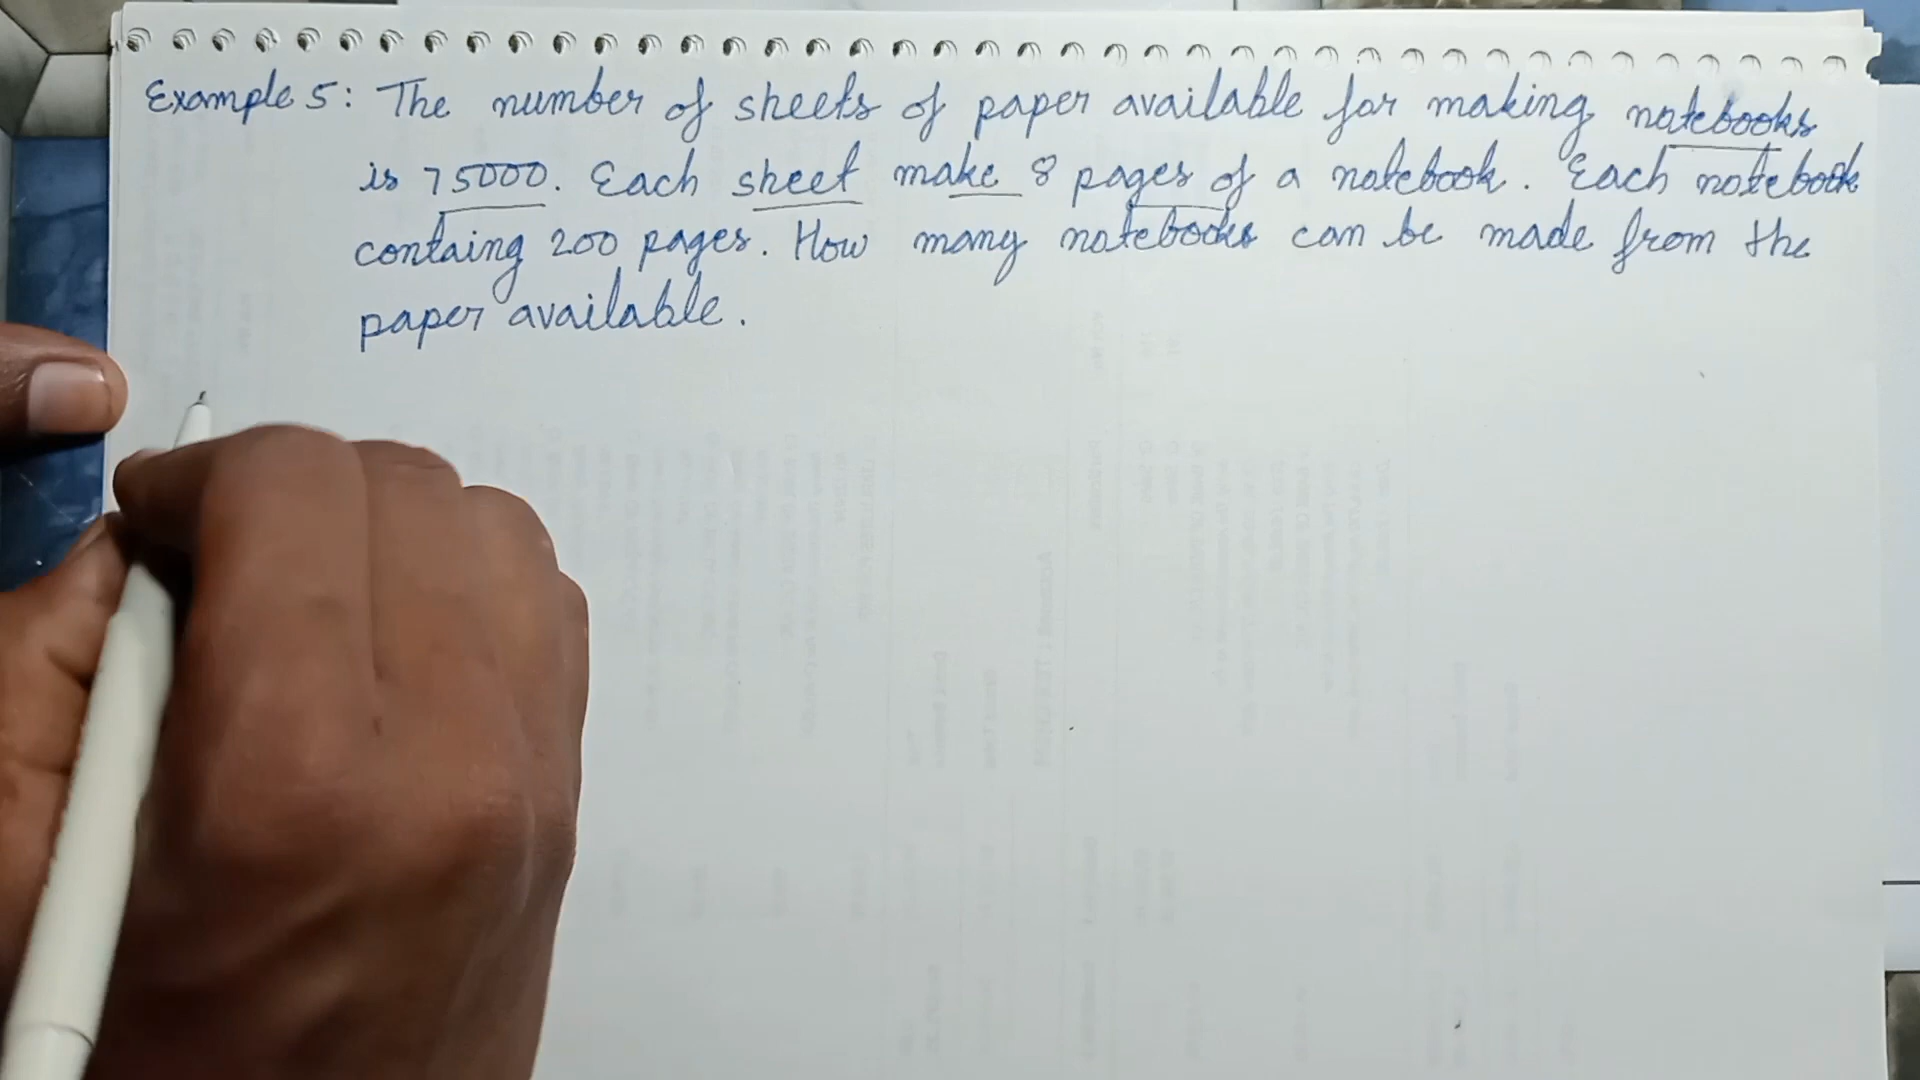 Example 5: The number of sheets of paper available for making notebooks
is 75000. Each sheet make 8 pages of a notebook. Each notebook
containg 200 pages. How many notebooks can be made from the
paper available.